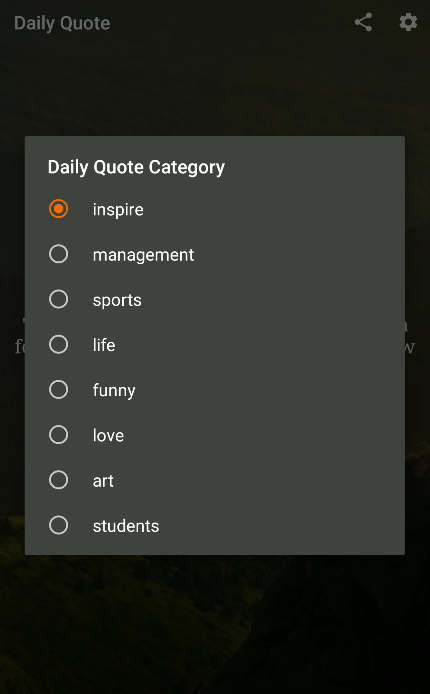 Daily Quote
Daily Quote Category
inspire
management
sports
life
funny
love
art
students